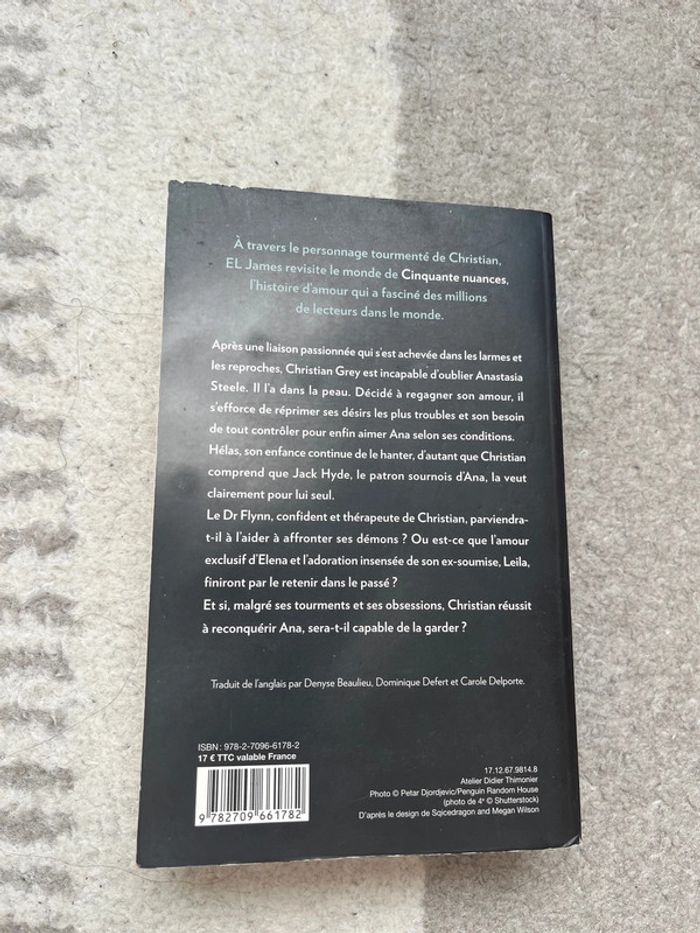 À travers le personnage tourmenté de Christian,
EL James revisite le monde de Cinquante nuances,
l'histoire d'amour qui a fasciné des millions
de lecteurs dans le monde.
Après une liaison passionnée qui s'est achevée dans les larmes et
les reproches, Christian Grey est incapable d'oublier Anastasia
Steele. Il l'a dans la peau. Décidé à regagner son amour, il
s'efforce de réprimer ses désirs les plus troubles et son besoin
de tout contrôler pour enfin aimer Ana selon ses conditions.
Hélas, son enfance continue de le hanter, d'autant que Christian
comprend que Jack Hyde, le patron sournois d'Ana, la veut
clairement pour lui seul.
Le Dr Flynn, confident et thérapeute de Christian, parviendra-
t-il à l'aider à affronter ses démons ? Ou est-ce que l'amour
exclusif d'Elena et l'adoration insensée de son ex-soumise, Leila,
finiront par le retenir dans le passé ?
Et si, malgré ses tourments et ses obsessions, Christian réussit
à reconquérir Ana, sera-t-il capable de la garder ?
Traduit de l'anglais par Denyse Beaulieu, Dominique Defert et Carole Delporte.
ISBN : 978-2-7096-6178-2
17 € TTC valable France
9 782709 661782
17.12.67.9814.8
Atelier Didier Thimonier
Photo © Petar Djordjevic/Penguin Random House
(photo de 4e © Shutterstock)
D'après le design de Sqicedragon and Megan Wilson